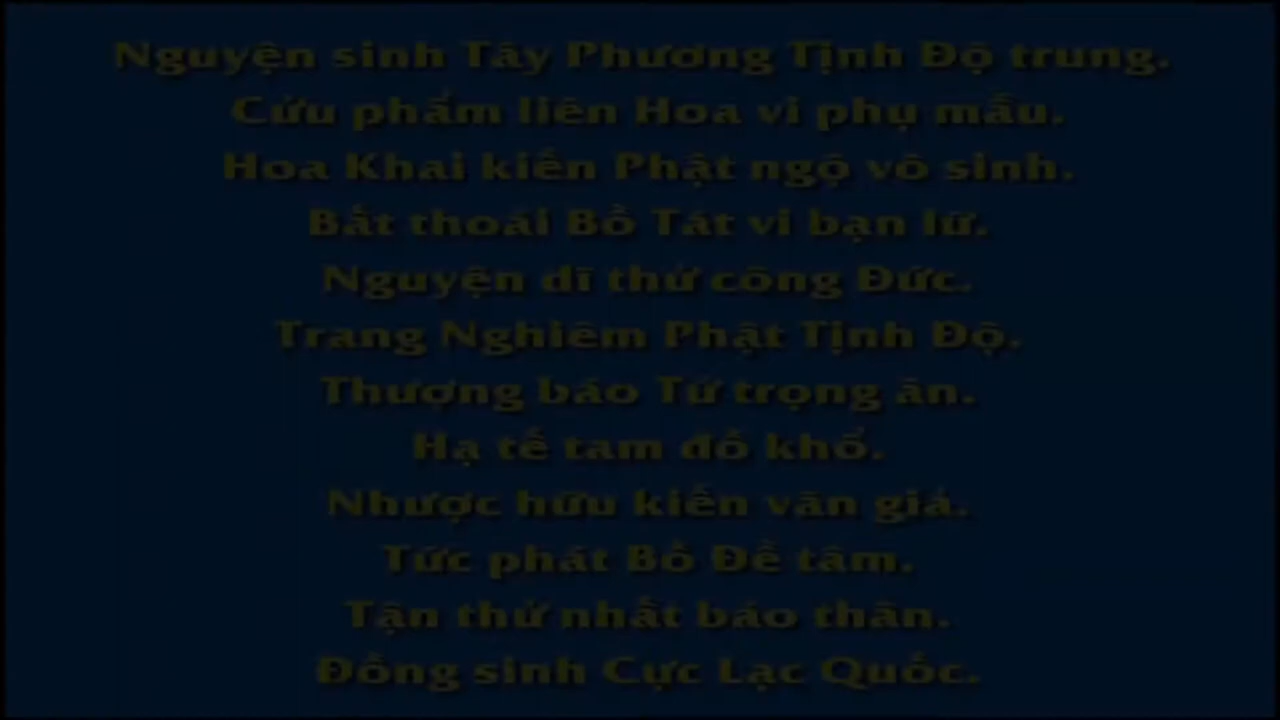 Nguyện sinh Tây Phương Tịnh Độ trung.
Cửu phẩm liên Hoa vi phụ mẫu.
Hoa Khai kiến Phật ngộ vô sinh.
Bất thoái Bồ Tát vi bạn lữ.
Nguyện dĩ thử công Đức.
Trang Nghiêm Phật Tịnh Độ.
Thượng báo Tứ trọng ân.
Hạ tế tam đồ khổ.
Nhược hữu kiến văn giả.
Tức phát Bồ Đề tâm.
Tận thử nhất báo thân.
Đồng sinh Cực Lạc Quốc.